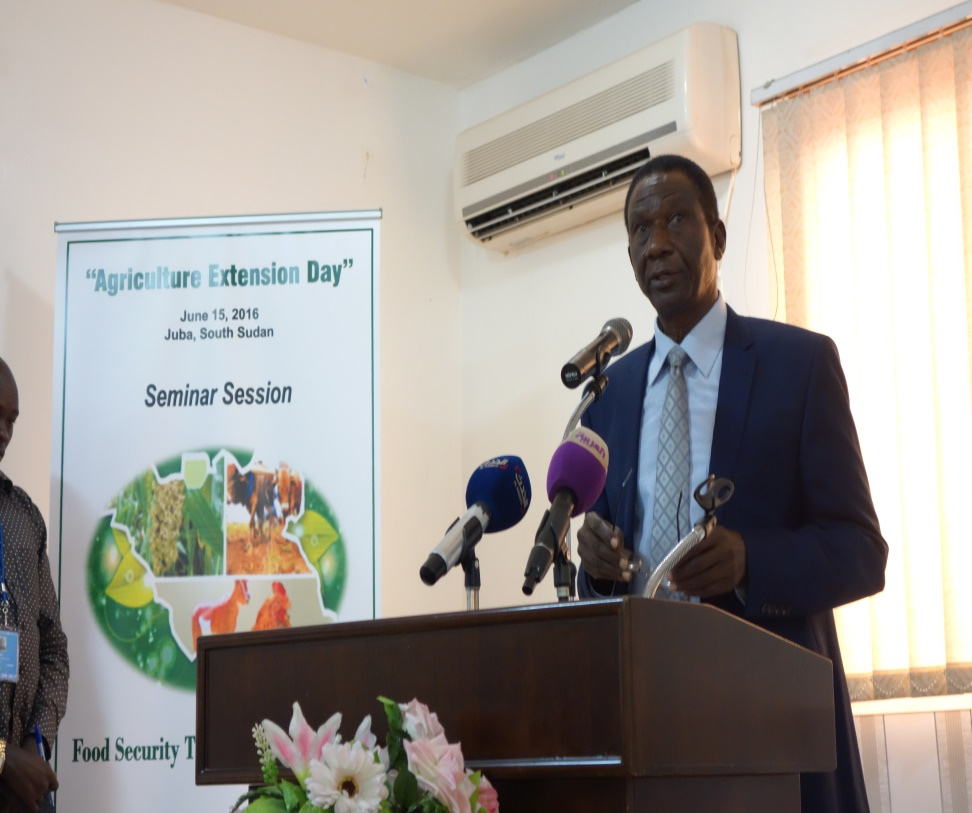 “Agriculture Extension Day”
June 15, 2016
Juba, South Sudan
Seminar Session
Food Security